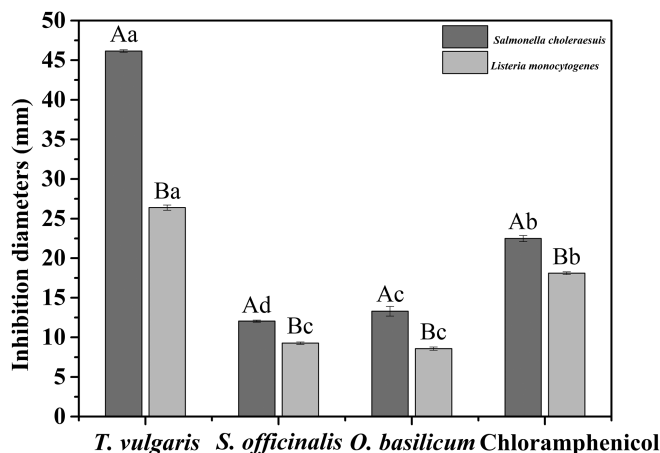 50
45
40
35
30
25
20
15
10
5
0
Inhibition diameters (mm)
Aa
Ba
Ad
Bc
Ac
Bc
Ab
Bb
Salmonella choleraesuis
Listeria monocytogenes
T. vulgaris S. officinalis O. basilicum Chloramphenicol